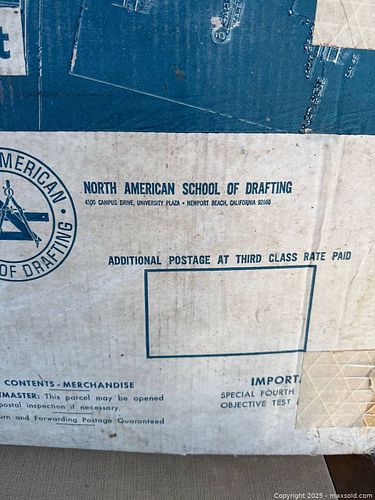 t
AMERICAN
OF DRAFTING
NORTH AMERICAN SCHOOL OF DRAFTING
4500 CAMPUS DRIVE, UNIVERSITY PLAZA • NEWPORT BEACH, CALIFORNIA 92660
ADDITIONAL POSTAGE AT THIRD CLASS RATE PAID
CONTENTS-MERCHANDISE
TMASTER: This parcel may be opened
postal inspection if necessary.
urn and Forwarding Postage Guaranteed
IMPORTA
SPECIAL FOURTH
OBJECTIVE TEST
Copyright 2025 - maxsold.com